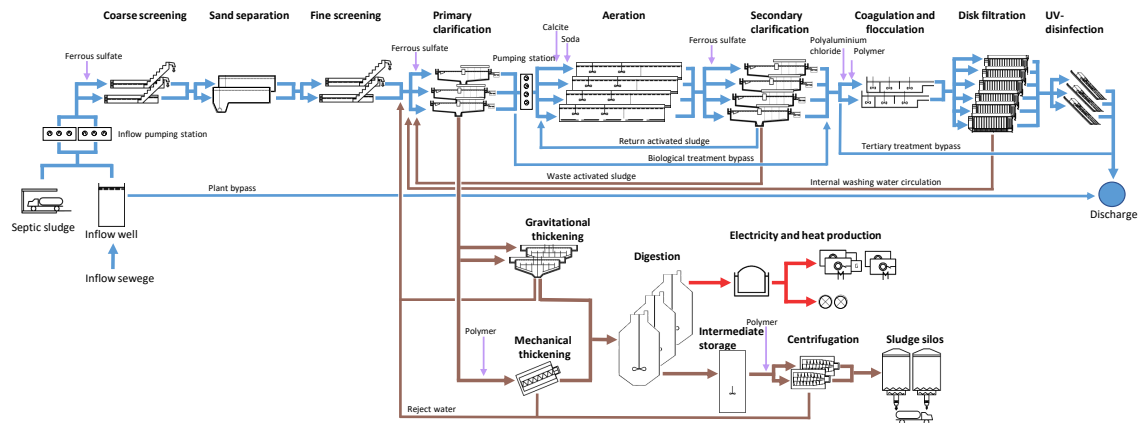 Coarse screening
Sand separation
Fine screening
Primary
clarification
Aeration
Secondary
clarification
Coagulation and
flocculation
Disk filtration
UV-
disinfection
Ferrous sulfate
Ferrous sulfate
Pumping station
Calcite
Soda
Ferrous sulfate
Polyaluminium
chloride
Polymer
Inflow pumping station
Return activated sludge
Biological treatment bypass
Tertiary treatment bypass
Waste activated sludge
Internal washing water circulation
Plant bypass
Septic sludge
Inflow well
Discharge
Inflow sewege
Gravitational
thickening
Digestion
Electricity and heat production
Polymer
Mechanical
thickening
Intermediate
storage
Polymer
Centrifugation
Sludge silos
Reject water